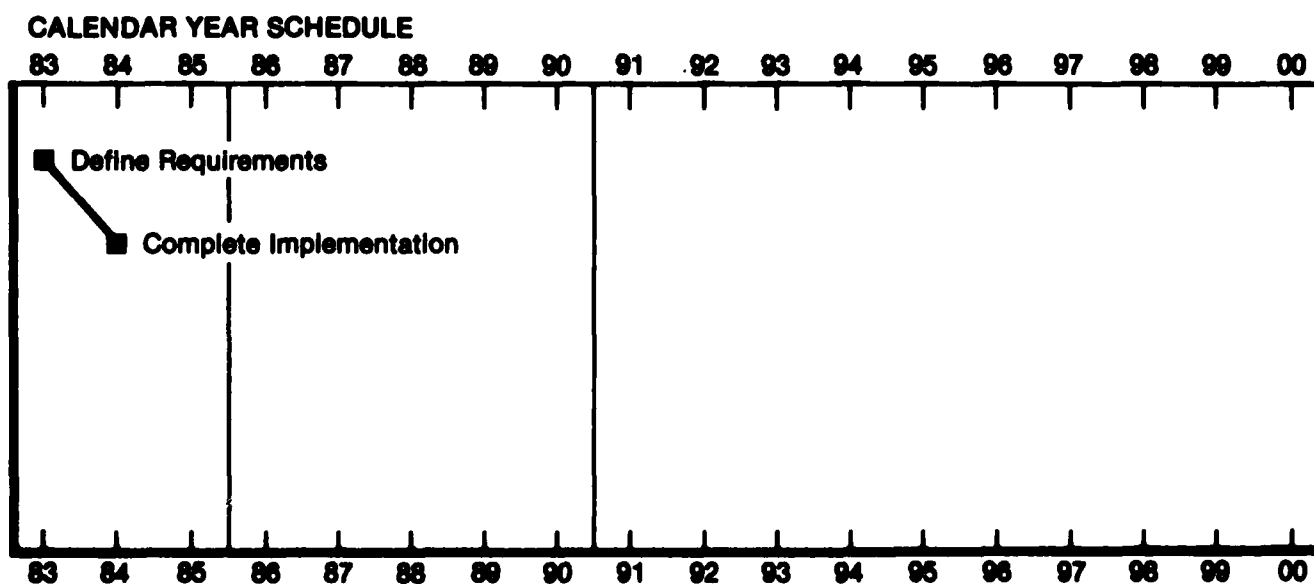 CALENDAR YEAR SCHEDULE
83 84 85 86 87 88 89 90 91 92 93 94 95 96 97 98 99 00
Define Requirements
Complete Implementation
83 84 85 86 87 88 89 90 91 92 93 94 95 96 97 98 99 00